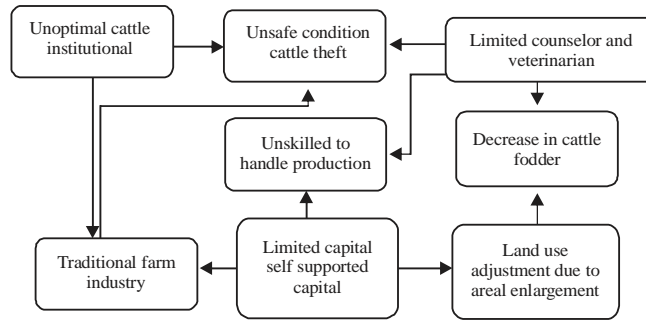 Unoptimal cattle
institutional
Unsafe condition
cattle theft
Limited counselor and
veterinarian
Unskilled to
handle production
Decrease in cattle
fodder
Traditional farm
industry
Limited capital
self supported
capital
Land use
adjustment due to
areal enlargement